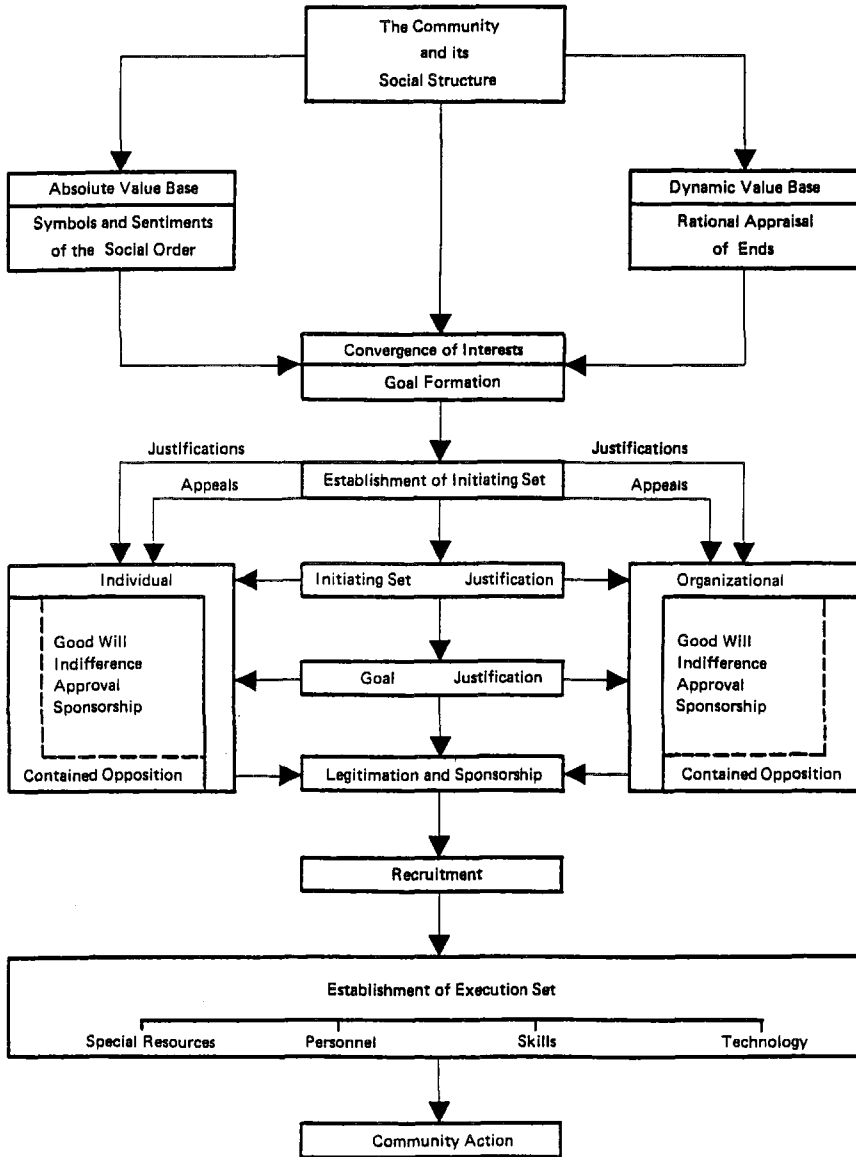 The Community
and its
Social Structure
Absolute Value Base
Symbols and Sentiments
of the Social Order
Dynamic Value Base
Rational Appraisal
of Ends
Convergence of Interests
Goal Formation
Justifications
Justifications
Establishment of Initiating Set
Appeals
Appeals
Individual
Initiating Set Justification
Organizational
Good Will
Indifference
Approval
Sponsorship
Goal Justification
Good Will
Indifference
Approval
Sponsorship
Contained Opposition
Legitimation and Sponsorship
Contained Opposition
Recruitment
Establishment of Execution Set
Special Resources
Personnel
Skills
Technology
Community Action